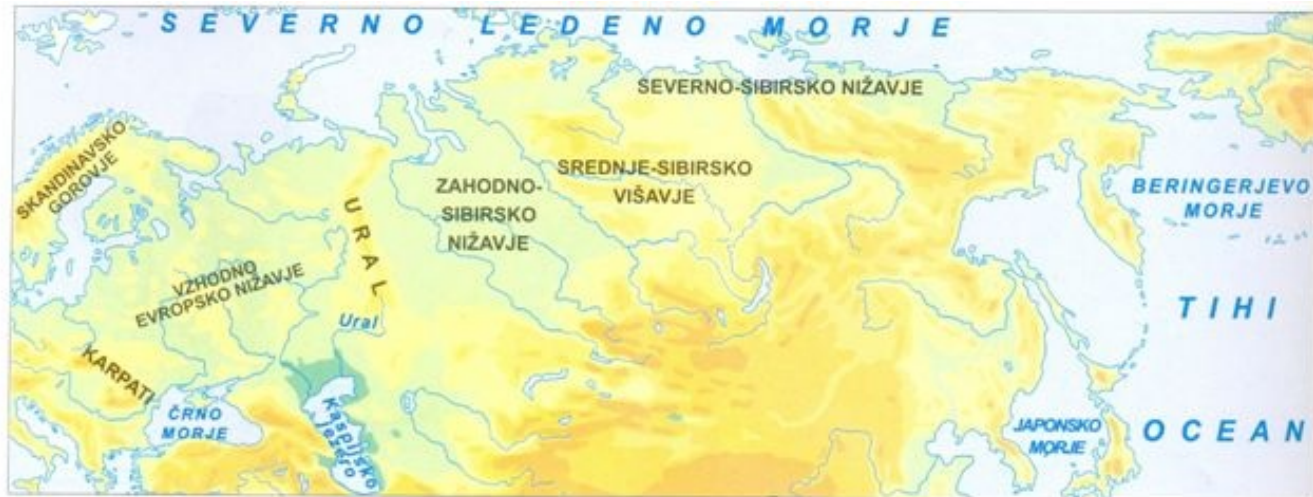 SEVERNO LEDENO MORJE
SEVERNO-SIBIRSKO NIŽAVJE
SKANDINAVSKO
GOROVJE
SREDNJE-SIBIRSKO
VIŠAVJE
ZAHODNO-
SIBIRSKO
NIŽAVJE
URAL
BERINGERJEVO
MORJE
VZHODNO
EVROPSKO NIŽAVJE
Ural
TIHI
OCEAN
KARPATI
ČRNO
MORJE
Kaspijsko
jezero
JAPONSKO
MORJE